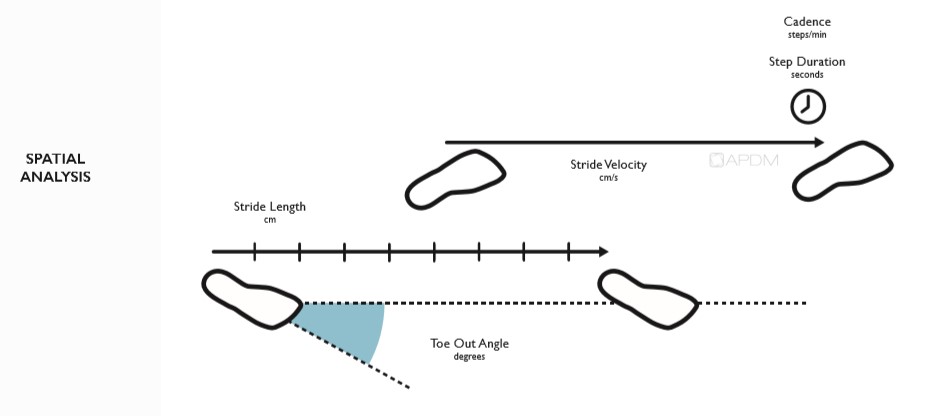 Cadence
steps/min
Step Duration
seconds
SPATIAL
ANALYSIS
Stride Velocity
cm/s
APDM
Stride Length
cm
Toe Out Angle
degrees